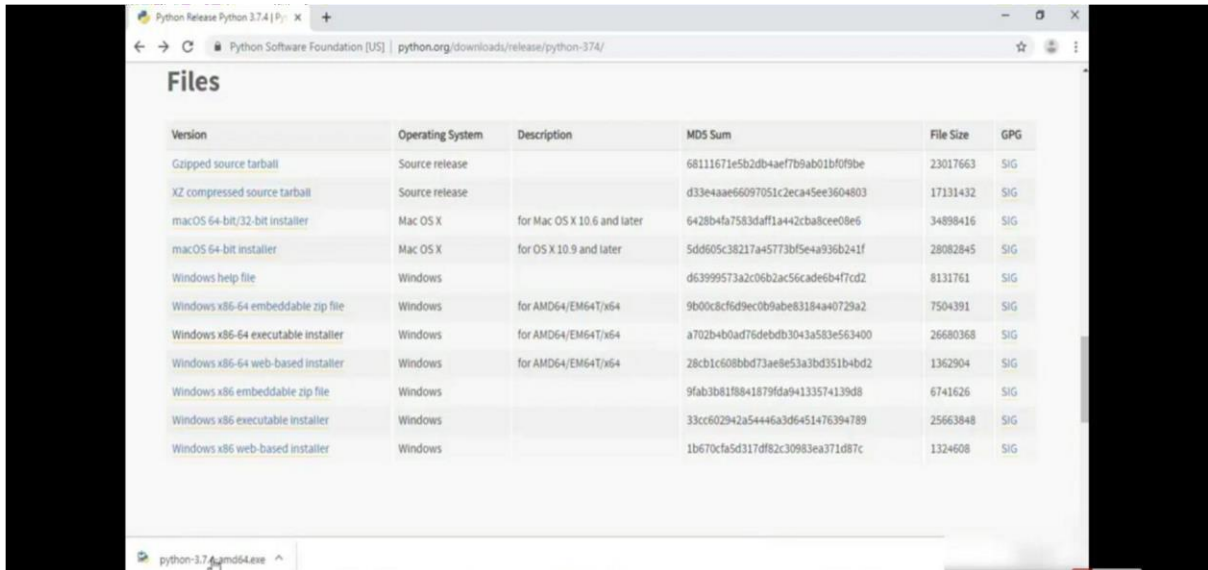 Python Release Python 3.7.4 | Py
Python Software Foundation [US] | python.org/downloads/release/python-374/
Files
Version Operating System Description MD5 Sum File Size GPG
Gzipped source tarball Source release 68111671e5b2db4aef7b9ab01bf0f9be 23017663 SIG
XZ compressed source tarball Source release d33e4aae66097051c2eca45ee3604803 17131432 SIG
macOS 64-bit/32-bit installer Mac OS X for Mac OS X 10.6 and later 6428b4fa7583daff1a442cba8cee08e6 34898416 SIG
macOS 64-bit installer Mac OS X for OS X 10.9 and later 5dd605c38217a45773bf5e4a936b241f 28082845 SIG
Windows help file Windows d63999573a2c06b2ac56cade6b4f7cd2 8131761 SIG
Windows x86-64 embeddable zip file Windows for AMD64/EM64T/x64 9b00c8cf6d9ec0b9abe83184a40729a2 7504391 SIG
Windows x86-64 executable installer Windows for AMD64/EM64T/x64 a702b4b0ad76debdb3043a583e563400 26680368 SIG
Windows x86-64 web-based installer Windows for AMD64/EM64T/x64 28cb1c608bbd73ae8e53a3bd351b4bd2 1362904 SIG
Windows x86 embeddable zip file Windows 9fab3b81f8841879fda94133574139d8 6741626 SIG
Windows x86 executable installer Windows 33cc602942a54446a3d6451476394789 25663848 SIG
Windows x86 web-based installer Windows 1b670cfa5d317df82c30983ea371d87c 1324608 SIG
python-3.7.4-amd64.exe